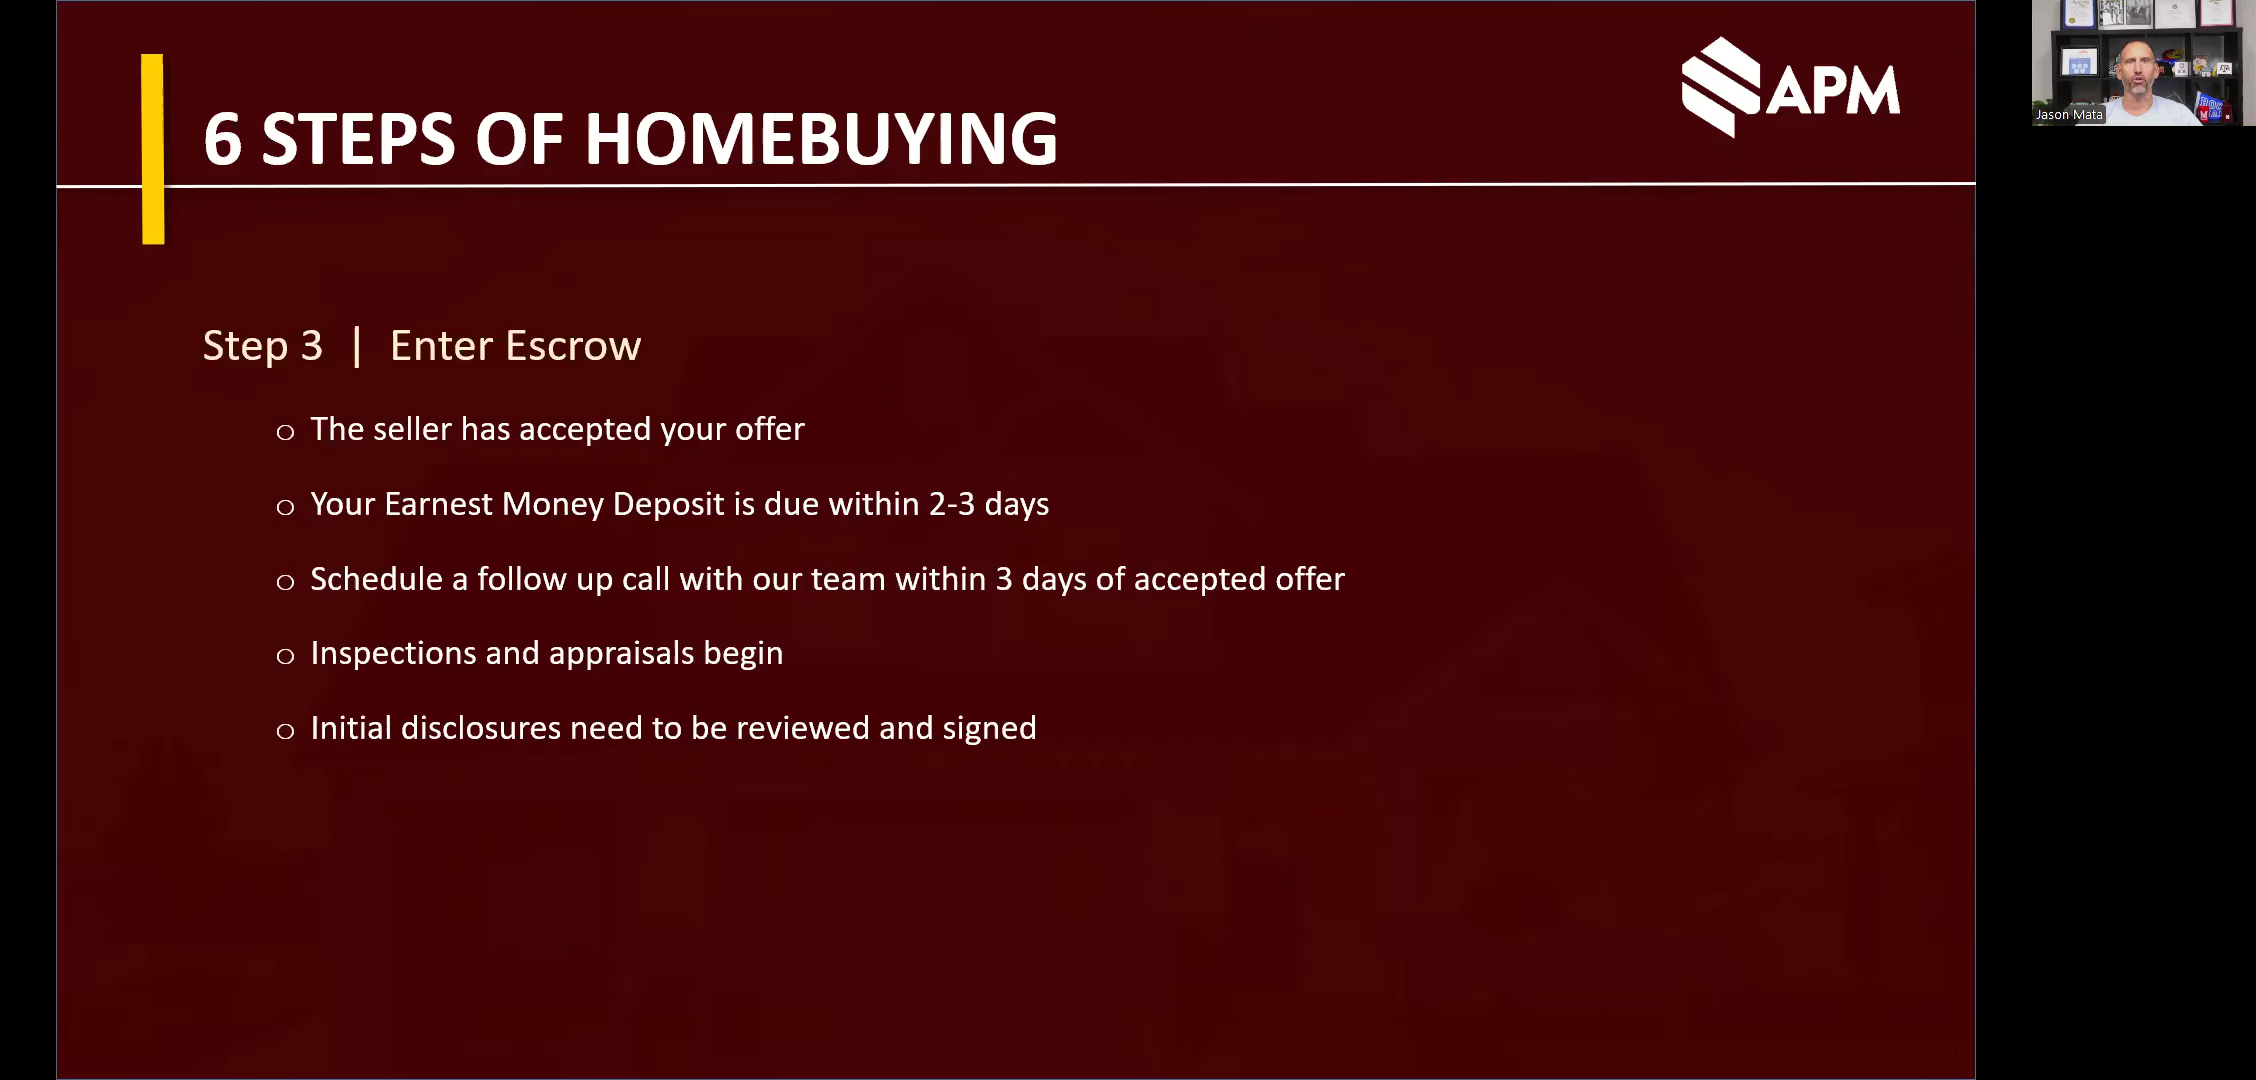 6 STEPS OF HOMEBUYING
APM
Jason Mata
Step 3 | Enter Escrow
o The seller has accepted your offer
o Your Earnest Money Deposit is due within 2-3 days
o Schedule a follow up call with our team within 3 days of accepted offer
o Inspections and appraisals begin
o Initial disclosures need to be reviewed and signed